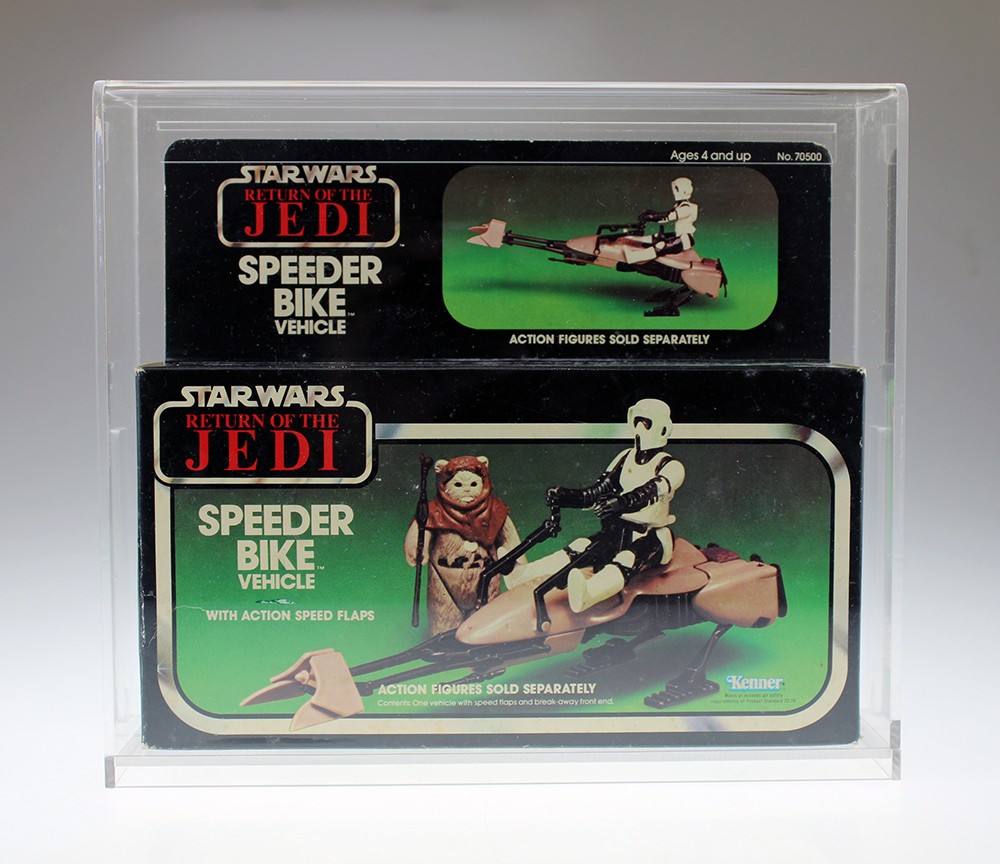 Ages 4 and up No. 70500
STAR WARS
RETURN OF THE
JEDI
SPEEDER
BIKE™
VEHICLE
ACTION FIGURES SOLD SEPARATELY
STAR WARS
RETURN OF THE
JEDI
SPEEDER
BIKE™
VEHICLE
WITH ACTION SPEED FLAPS
ACTION FIGURES SOLD SEPARATELY
Contents: One vehicle with speed flaps and break-away front end.
Kenner